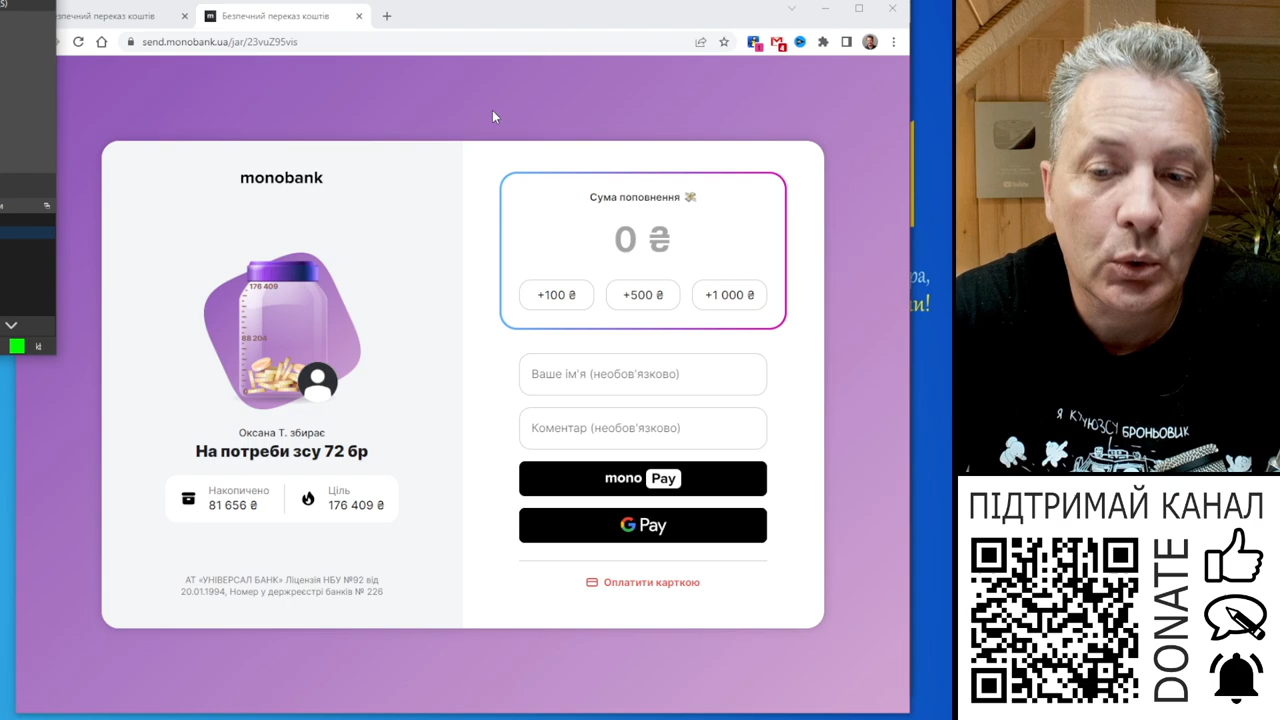 Безпечний переказ коштів
send.monobank.ua/jar/23vuZ95vis
1
4
monobank
176 409
88 204
Оксана Т. збирає
На потреби зсу 72 бр
Накопичено
81 656 ₴
Ціль
176 409 ₴
АТ «УНІВЕРСАЛ БАНК» Ліцензія НБУ №92 від
20.01.1994, Номер у держреєстрі банків № 226
Сума поповнення
0 ₴
+100 ₴
+500 ₴
+1 000 ₴
Ваше ім'я (необов'язково)
Коментар (необов'язково)
mono Pay
G Pay
Оплатити карткою
YouTube
БРОНЬОВИК
ПІДТРИМАЙ КАНАЛ
DONATE